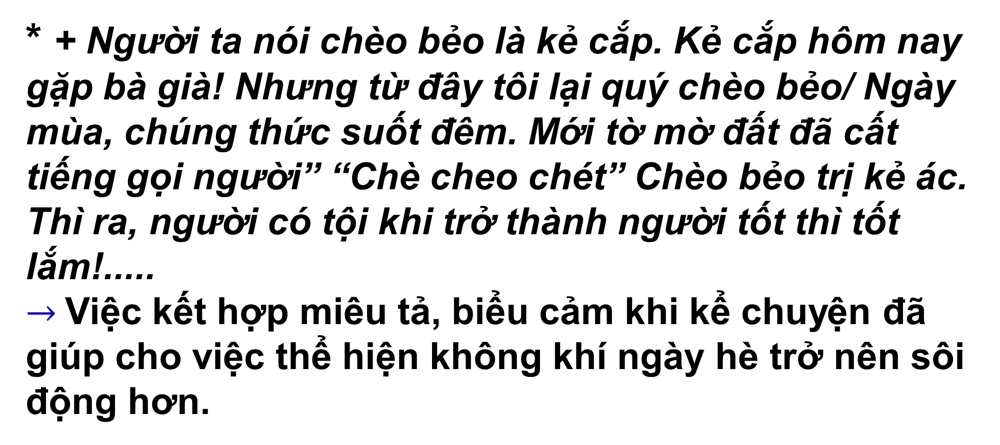 * + Người ta nói chèo bẻo là kẻ cắp. Kẻ cắp hôm nay
gặp bà già! Nhưng từ đây tôi lại quý chèo bẻo/ Ngày
mùa, chúng thức suốt đêm. Mới tờ mờ đất đã cất
tiếng gọi người” “Chè cheo chét” Chèo bẻo trị kẻ ác.
Thì ra, người có tội khi trở thành người tốt thì tốt
lắm!.....
→ Việc kết hợp miêu tả, biểu cảm khi kể chuyện đã
giúp cho việc thể hiện không khí ngày hè trở nên sôi
động hơn.